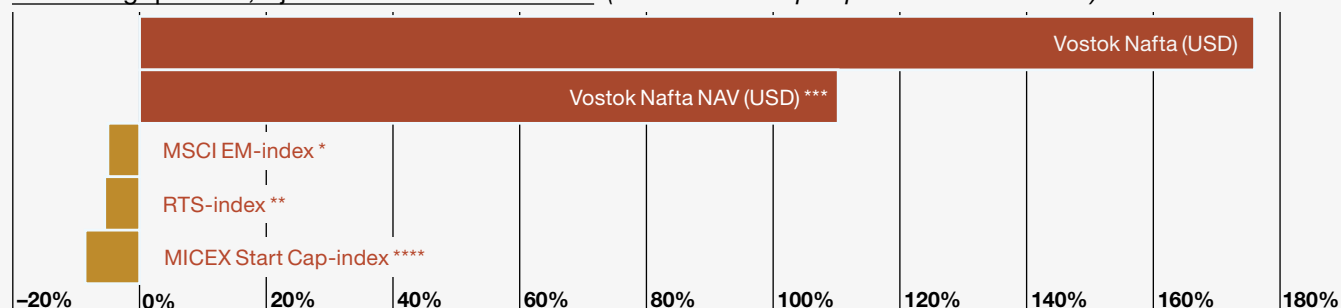 Vostok Nafta (USD)
Vostok Nafta NAV (USD) ***
MSCI EM-index *
RTS-index **
MICEX Start Cap-index ****
–20% 0% 20% 40% 60% 80% 100% 120% 140% 160% 180%